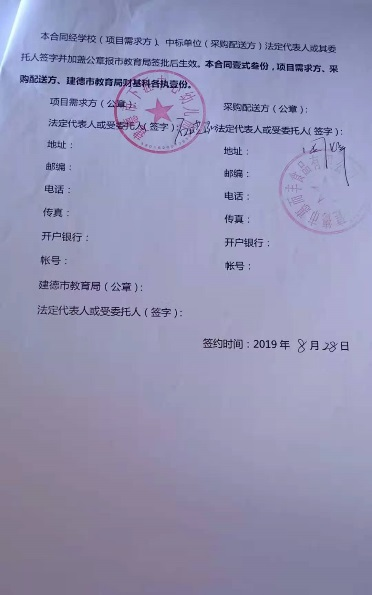 本合同经学校（项目需求方）、中标单位（采购配送方）法定代表人或其委
托人签字并加盖公章报市教育局签批后生效。本合同壹式叁份，项目需求方、采
购配送方、建德市教育局财基科各执壹份。
项目需求方（公章）： 采购配送方（公章）：
法定代表人或受委托人（签字）： 法定代表人或受委托人（签字）：
地址： 地址：
邮编： 邮编：
电话： 电话：
传真： 传真：
开户银行： 开户银行：
帐号： 帐号：
建德市教育局（公章）：
法定代表人或受委托人（签字）：
签约时间：2019 年 8 月 28 日